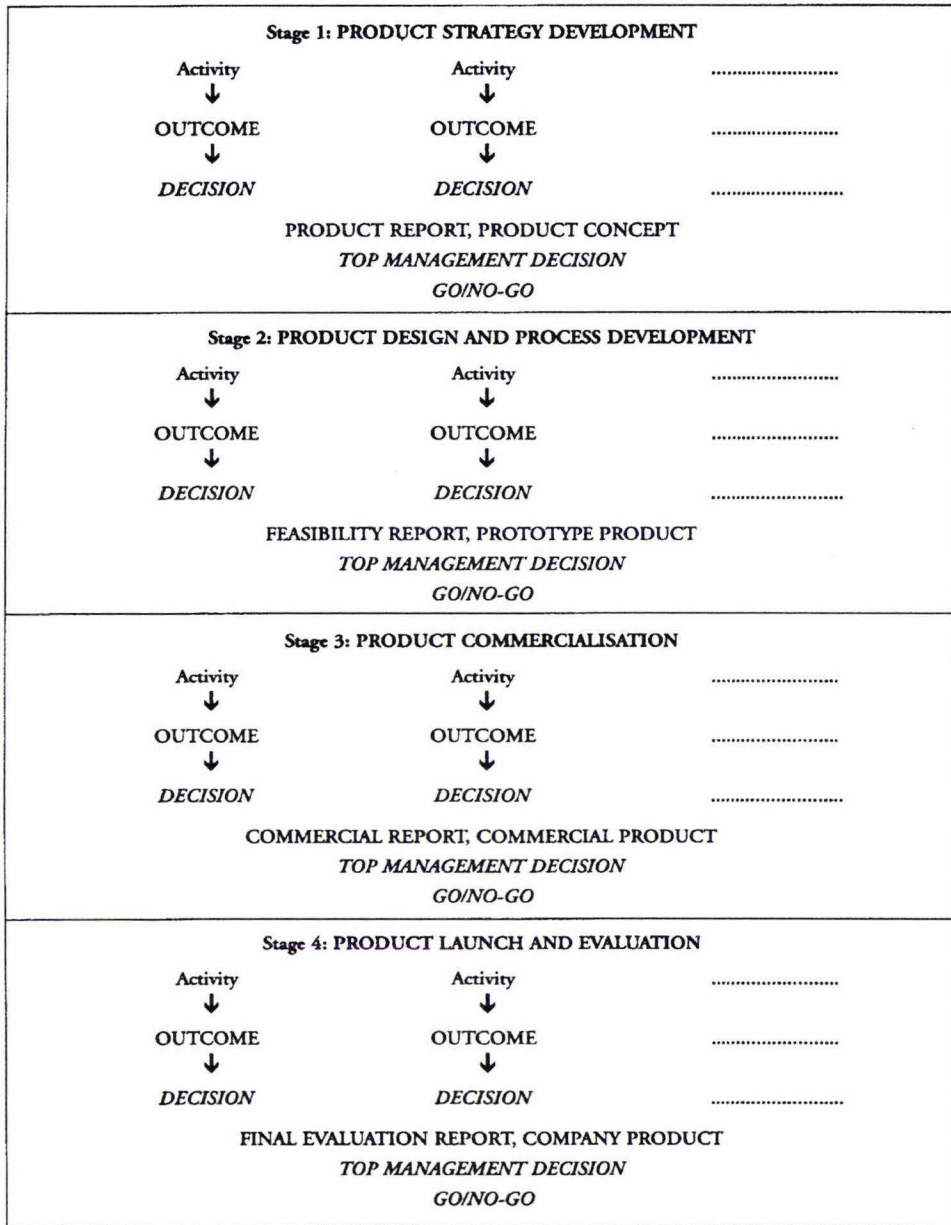 Stage 1: PRODUCT STRATEGY DEVELOPMENT
Activity Activity .........................
OUTCOME OUTCOME .........................
DECISION DECISION ..........................
PRODUCT REPORT, PRODUCT CONCEPT
TOP MANAGEMENT DECISION
GO/NO-GO
Stage 2: PRODUCT DESIGN AND PROCESS DEVELOPMENT
Activity Activity .........................
OUTCOME OUTCOME .........................
DECISION DECISION ..........................
FEASIBILITY REPORT, PROTOTYPE PRODUCT
TOP MANAGEMENT DECISION
GO/NO-GO
Stage 3: PRODUCT COMMERCIALISATION
Activity Activity .........................
OUTCOME OUTCOME .........................
DECISION DECISION ..........................
COMMERCIAL REPORT, COMMERCIAL PRODUCT
TOP MANAGEMENT DECISION
GO/NO-GO
Stage 4: PRODUCT LAUNCH AND EVALUATION
Activity Activity .........................
OUTCOME OUTCOME .........................
DECISION DECISION ..........................
FINAL EVALUATION REPORT, COMPANY PRODUCT
TOP MANAGEMENT DECISION
GO/NO-GO